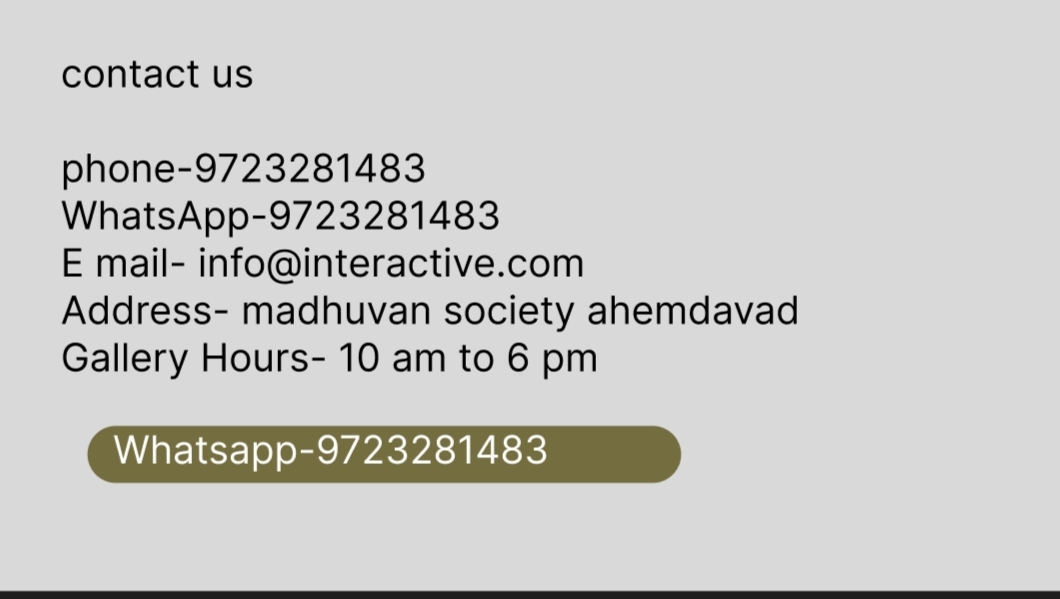 contact us
phone-9723281483
WhatsApp-9723281483
E mail- info@interactive.com
Address- madhuvan society ahemdavad
Gallery Hours- 10 am to 6 pm
Whatsapp-9723281483